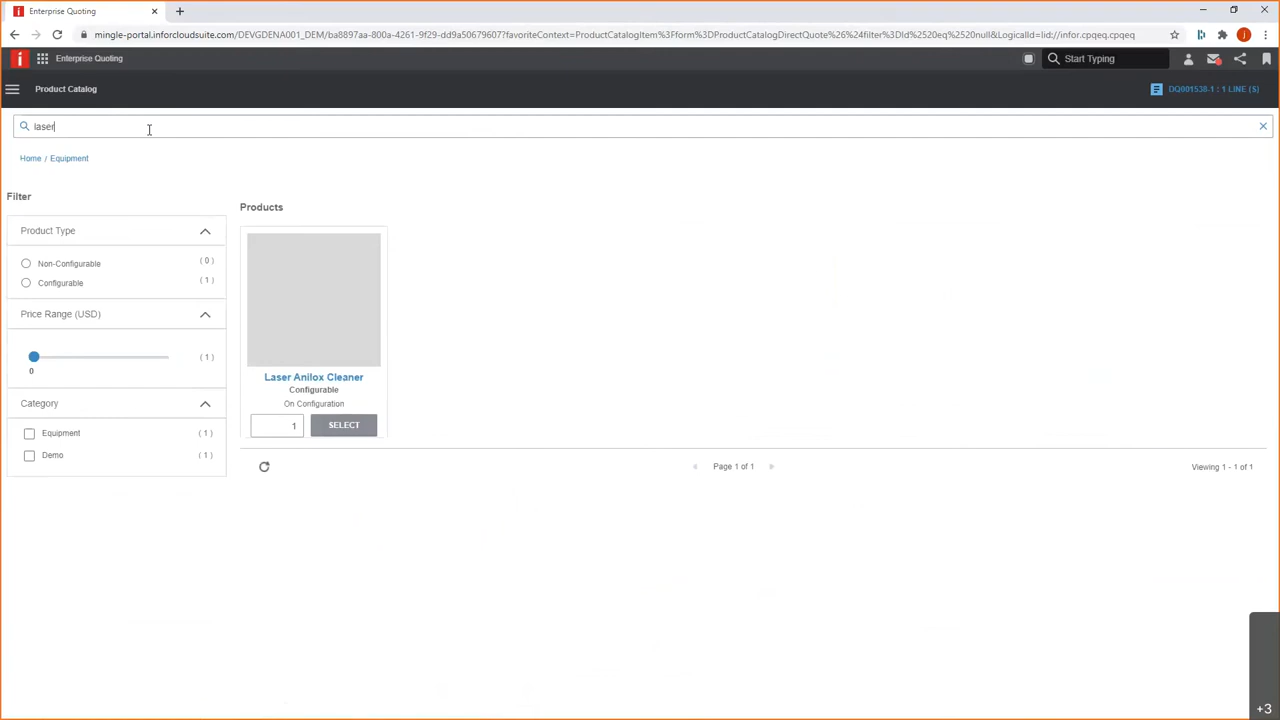 Enterprise Quoting
mingle-portal.inforcloudsuite.com/DEVGDENA001_DEM/ba8897aa-800a-4261-9f29-dd9a50679607?favoriteContext=ProductCatalogItem%3Fform%3DProductCatalogDirectQuote%26%24filter%3DId%2520eq%2520null&LogicalId=lid://infor.cpqeq.cpqeq
Enterprise Quoting
Start Typing
Product Catalog
DQ001538-1 : 1 LINE (S)
laser
Home / Equipment
Filter
Products
Product Type
Non-Configurable ( 0 )
Configurable ( 1 )
Price Range (USD)
( 1 )
0
Category
Equipment ( 1 )
Demo ( 1 )
Laser Anilox Cleaner
Configurable
On Configuration
1 SELECT
Page 1 of 1
Viewing 1 - 1 of 1
+3